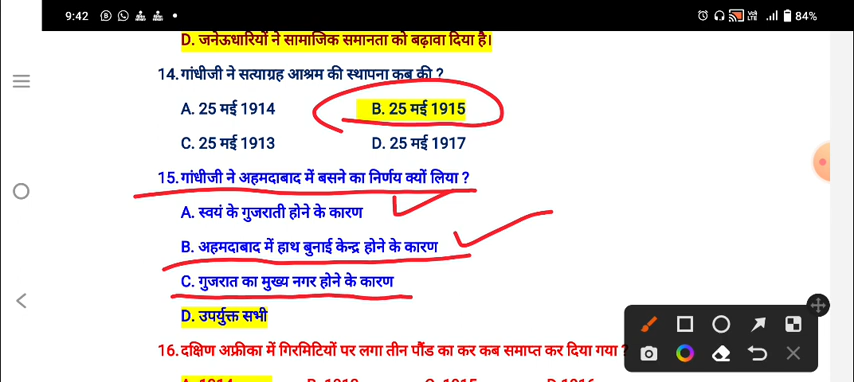 9:42
84%
D. जनेऊधारियों ने सामाजिक समानता को बढ़ावा दिया है।
14. गांधीजी ने सत्याग्रह आश्रम की स्थापना कब की ?
A. 25 मई 1914 B. 25 मई 1915
C. 25 मई 1913 D. 25 मई 1917
15. गांधीजी ने अहमदाबाद में बसने का निर्णय क्यों लिया ?
A. स्वयं के गुजराती होने के कारण
B. अहमदाबाद में हाथ बुनाई केन्द्र होने के कारण
C. गुजरात का मुख्य नगर होने के कारण
D. उपर्युक्त सभी
16. दक्षिण अफ्रीका में गिरमिटियों पर लगा तीन पौंड का कर कब समाप्त कर दिया गया ?